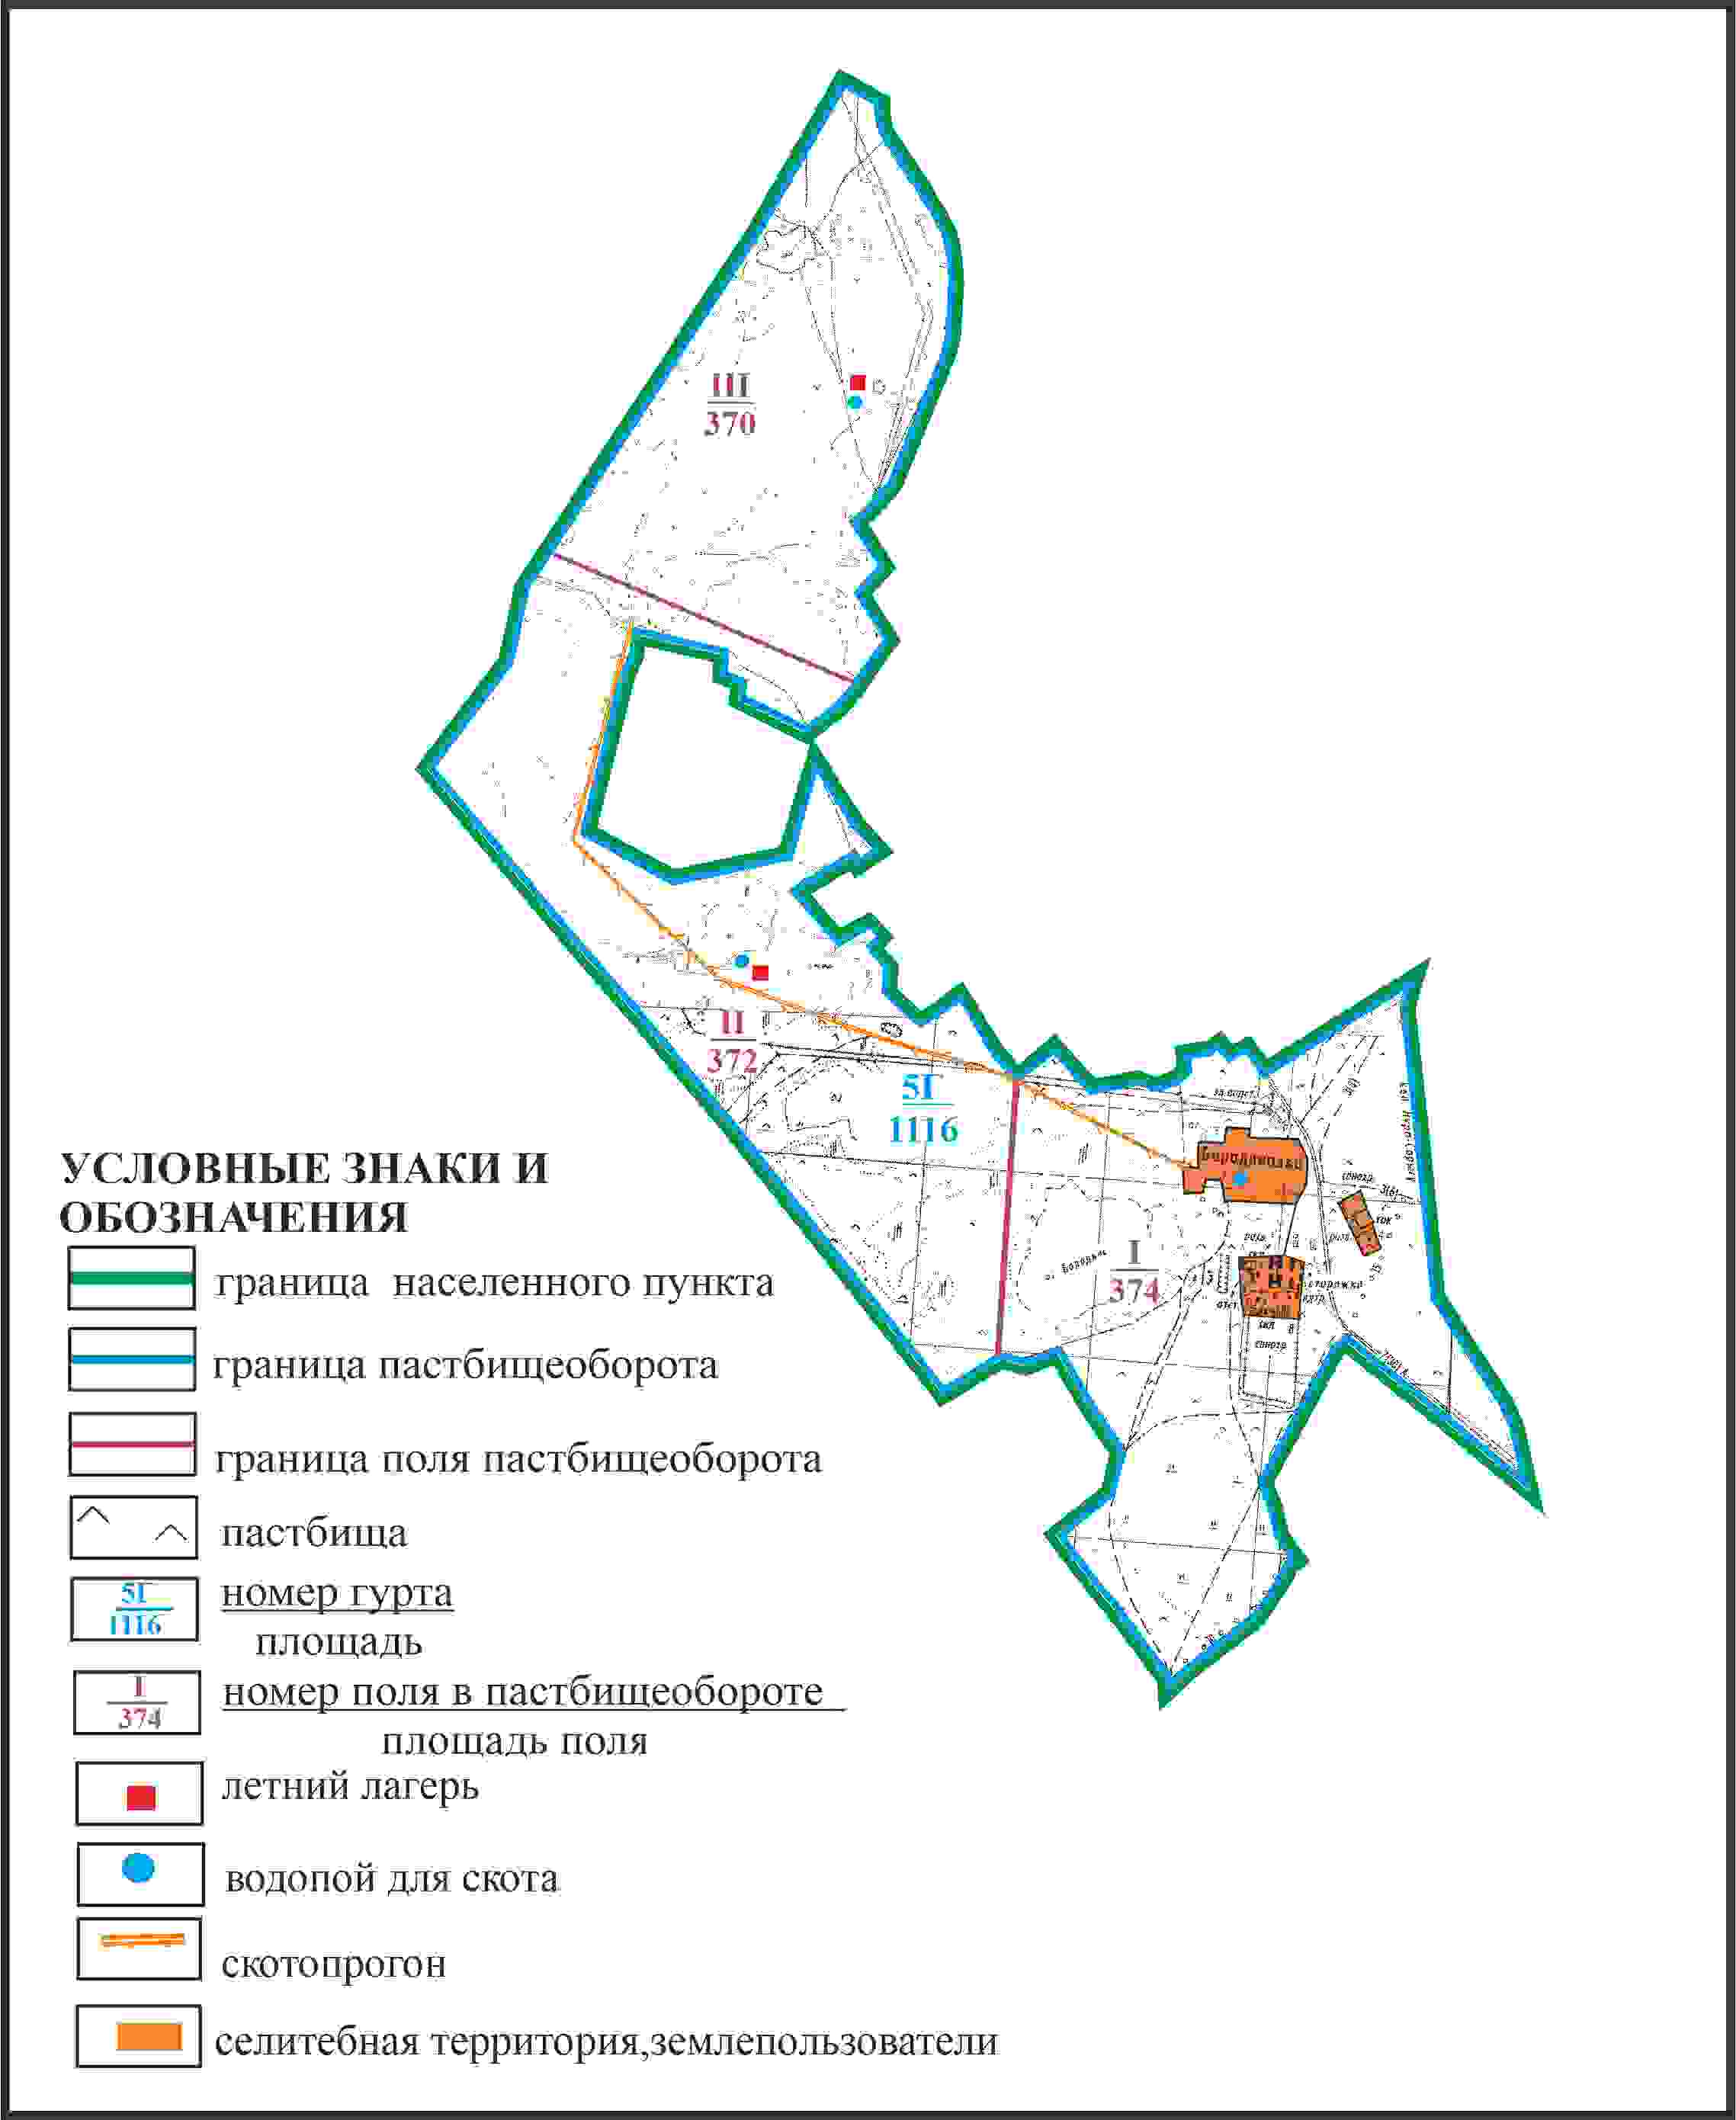 III
370
II
372
5Г
1116
I
374
УСЛОВНЫЕ ЗНАКИ И
ОБОЗНАЧЕНИЯ
граница населенного пункта
граница пастбищеоборота
граница поля пастбищеоборота
пастбища
5Г
1116
номер гурта
площадь
I
374
номер поля в пастбищеобороте
площадь поля
летний лагерь
водопой для скота
скотопрогон
селитебная территория,землепользователи